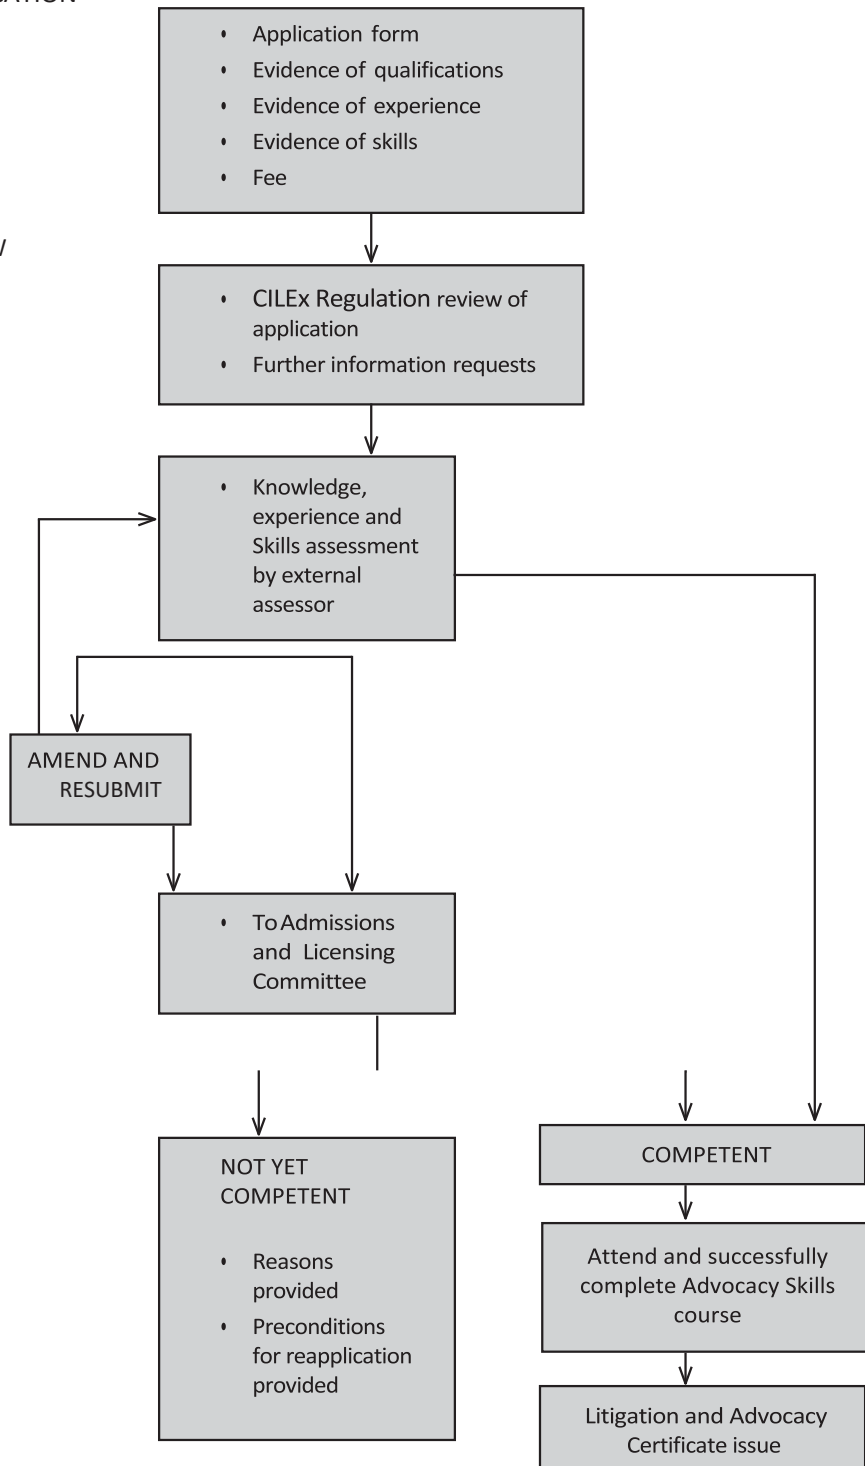 • Application form
• Evidence of qualifications
• Evidence of experience
• Evidence of skills
• Fee
• CILEx Regulation review of
application
• Further information requests
• Knowledge,
experience and
Skills assessment
by external
assessor
AMEND AND
RESUBMIT
• To Admissions
and Licensing
Committee
NOT YET
COMPETENT
• Reasons
provided
• Preconditions
for reapplication
provided
COMPETENT
Attend and successfully
complete Advocacy Skills
course
Litigation and Advocacy
Certificate issue